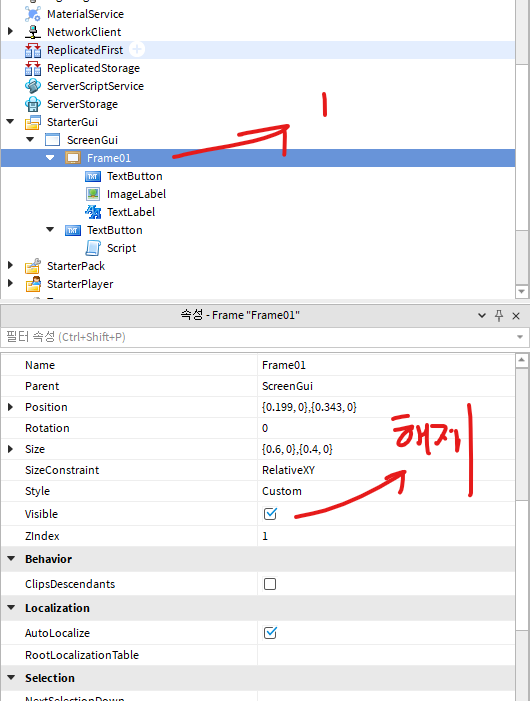 MaterialService
NetworkClient
ReplicatedFirst
ReplicatedStorage
ServerScriptService
ServerStorage
StarterGui
ScreenGui
Frame01
TXT TextButton
ImageLabel
TextLabel
TXT TextButton
Script
StarterPack
StarterPlayer
1
속성 - Frame "Frame01"
필터 속성 (Ctrl+Shift+P)
Name Frame01
Parent ScreenGui
Position {0.199, 0},{0.343, 0}
Rotation 0
Size {0.6, 0},{0.4, 0}
SizeConstraint RelativeXY
Style Custom
Visible
ZIndex 1
해제
Behavior
ClipsDescendants
Localization
AutoLocalize
RootLocalizationTable
Selection
NextSelectionDown